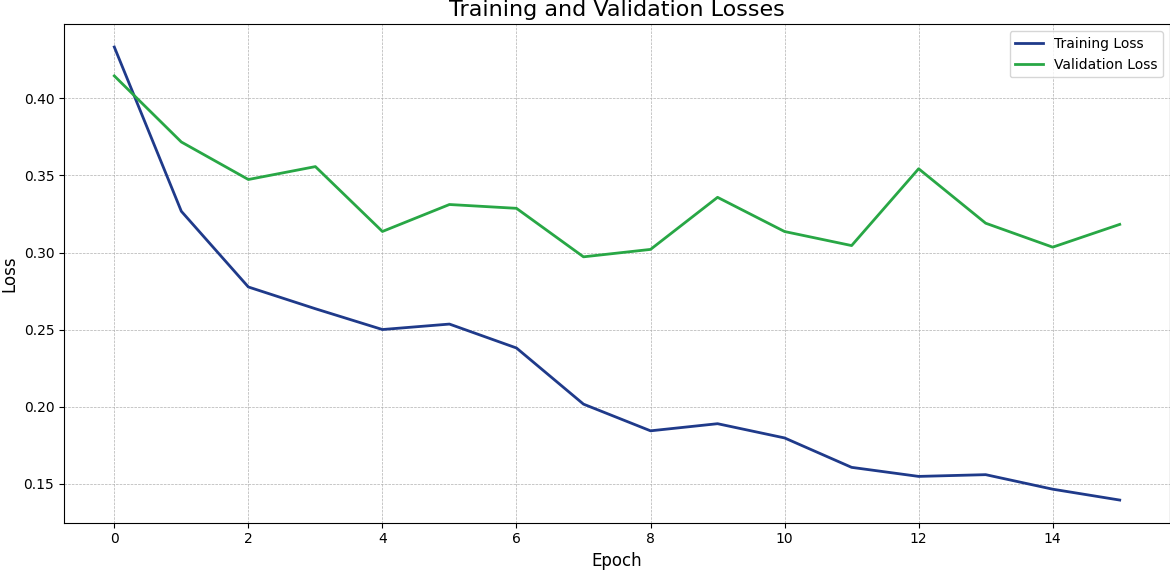 Training and Validation Losses
Training Loss
Validation Loss
0.40
0.35
0.30
0.25
0.20
0.15
Loss
0 2 4 6 8 10 12 14
Epoch